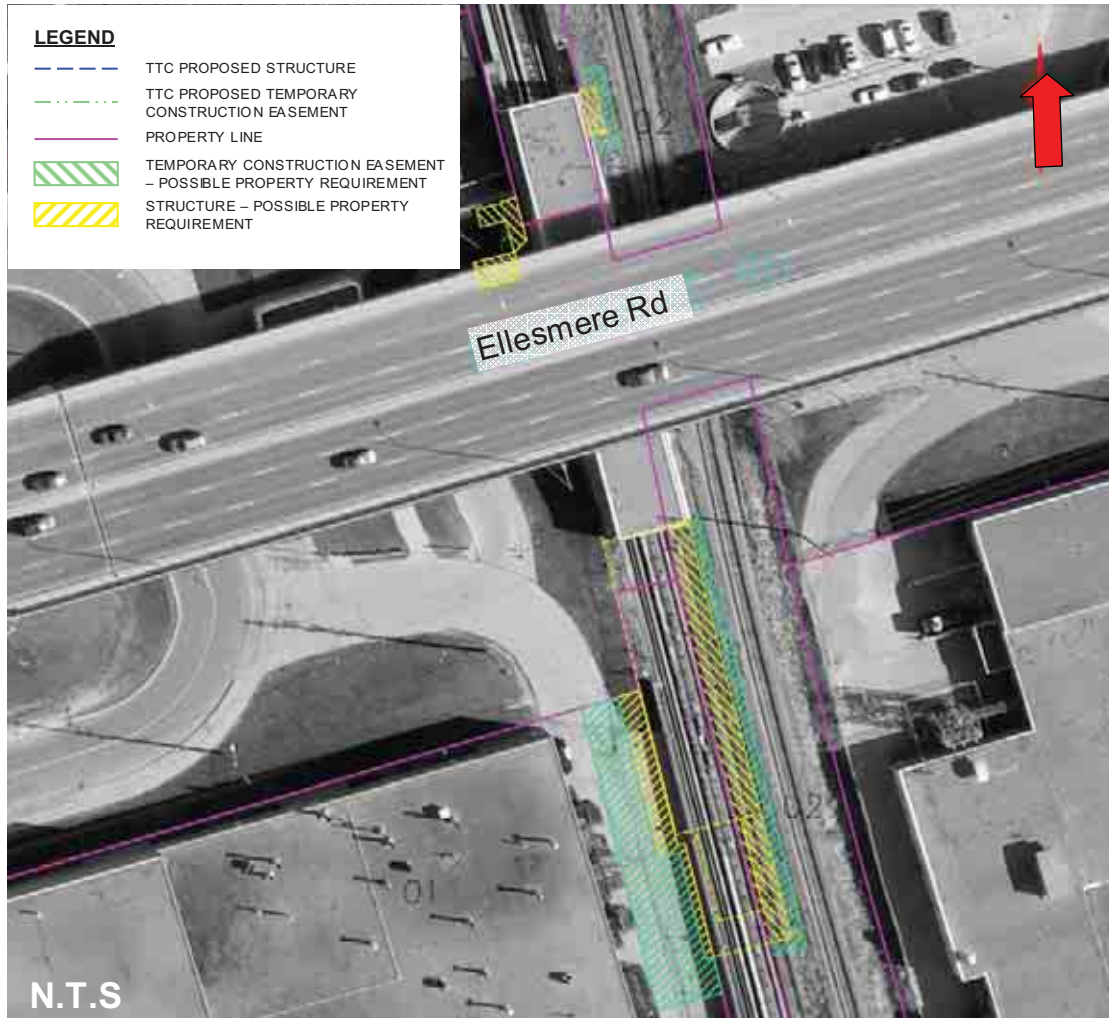 LEGEND
TTC PROPOSED STRUCTURE
TTC PROPOSED TEMPORARY
CONSTRUCTION EASEMENT
PROPERTY LINE
TEMPORARY CONSTRUCTION EASEMENT
– POSSIBLE PROPERTY REQUIREMENT
STRUCTURE – POSSIBLE PROPERTY
REQUIREMENT
02
Ellesmere Rd
02
01
N.T.S